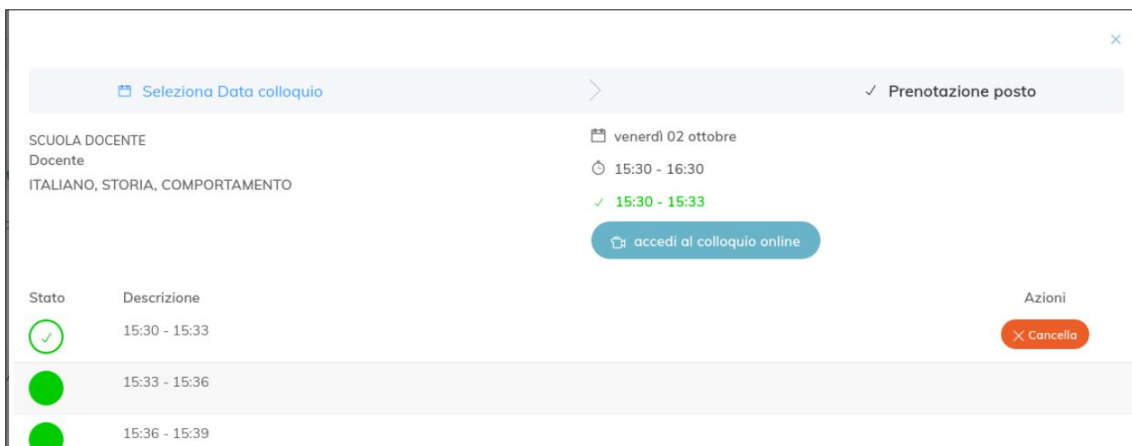 Seleziona Data colloquio
Prenotazione posto
SCUOLA DOCENTE
Docente
ITALIANO, STORIA, COMPORTAMENTO
venerdì 02 ottobre
15:30 - 16:30
15:30 - 15:33
accedi al colloquio online
Stato Descrizione Azioni
15:30 - 15:33 Cancella
15:33 - 15:36
15:36 - 15:39